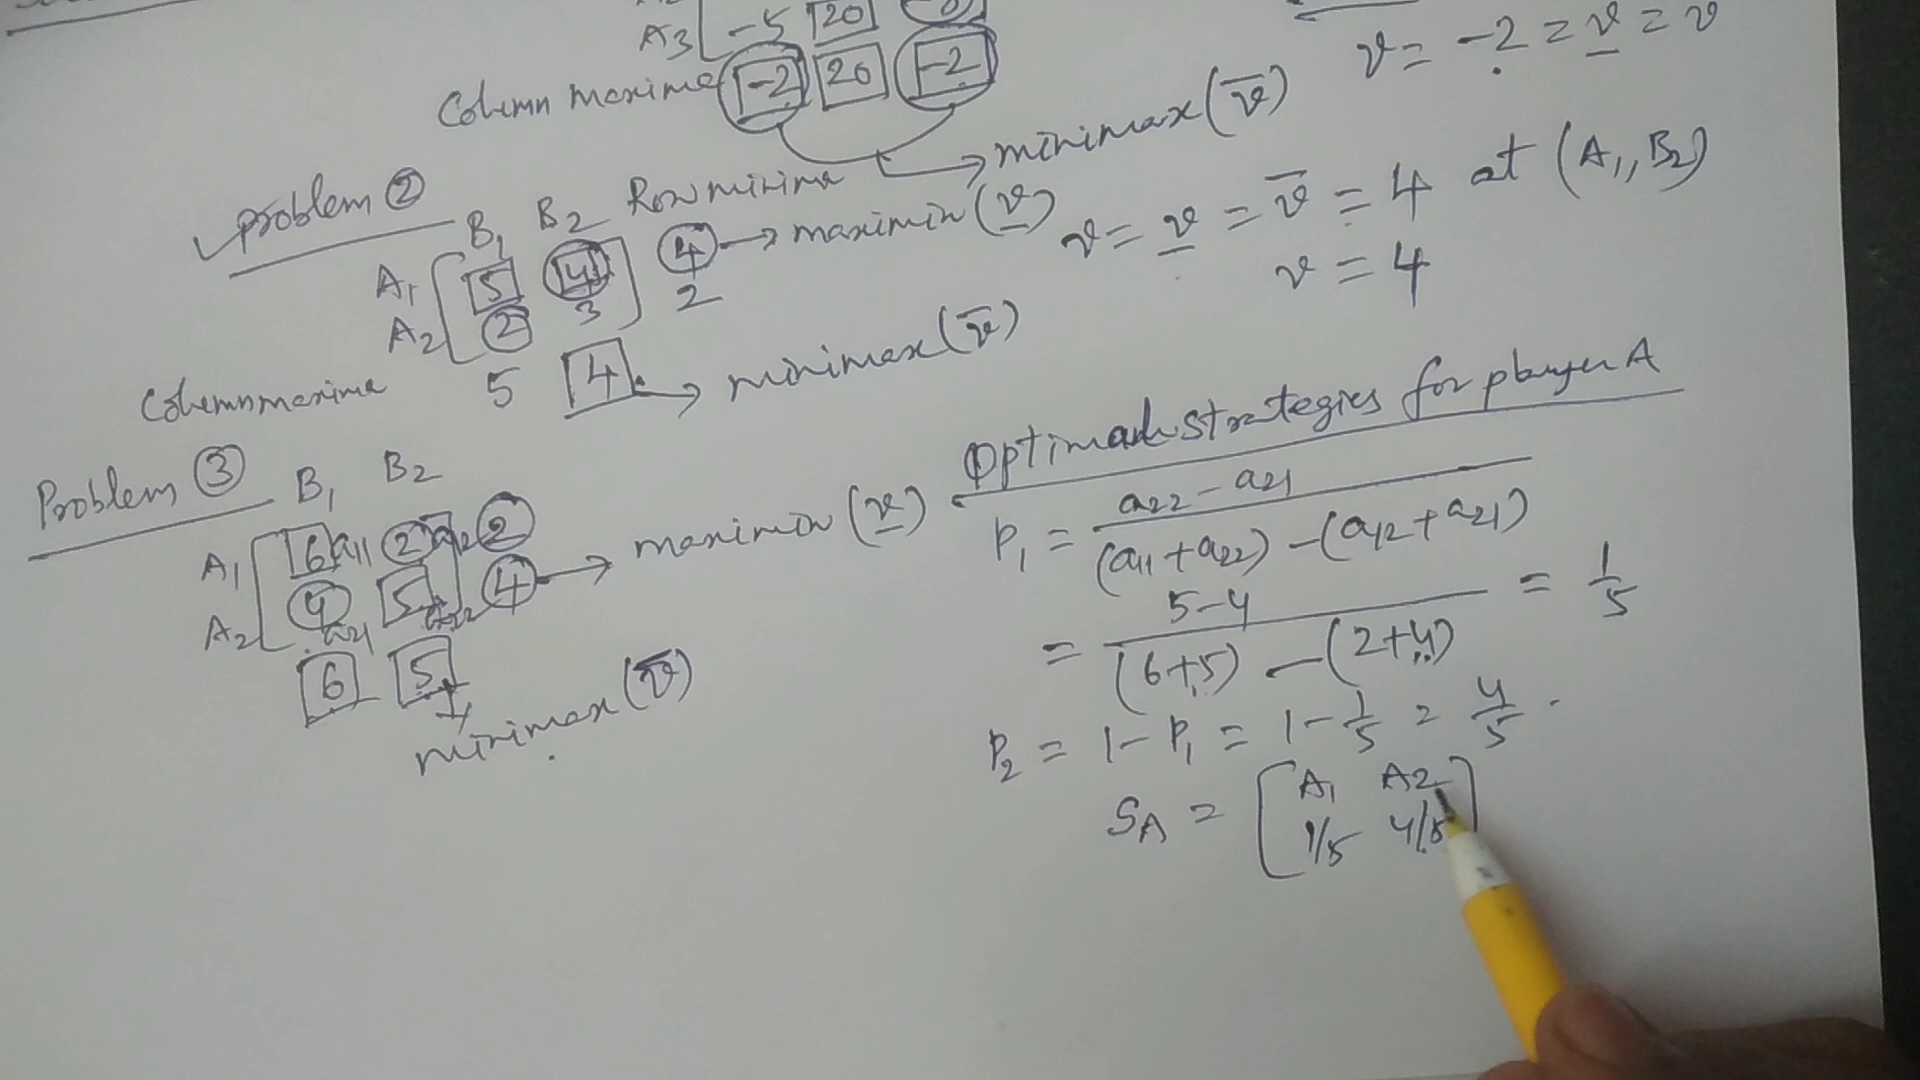 A3 -5 20
Column maxima -2 20 -2
minimax (v̅)
v = -2 = v̲ = v
Problem ②
B1 B2 Row minima
A1 5 4 4 → maximin (v̲)
A2 2 3 2
Column maxima 5 4 → minimax (v̅)
v = v̲ = v̅ = 4 at (A1, B2)
v = 4
Problem ③
B1 B2
A1 6 a11 2 a12 2
A2 4 a21 5 a22 4 → maximin (v̲)
6 5
minimax (v̅)
Optimal strategies for player A
P1 = a22 - a21 / (a11 + a22) - (a12 + a21)
= 5-4 / (6+5) - (2+4) = 1/5
P2 = 1 - P1 = 1 - 1/5 = 4/5
SA = [A1 A2
1/5 4/5]